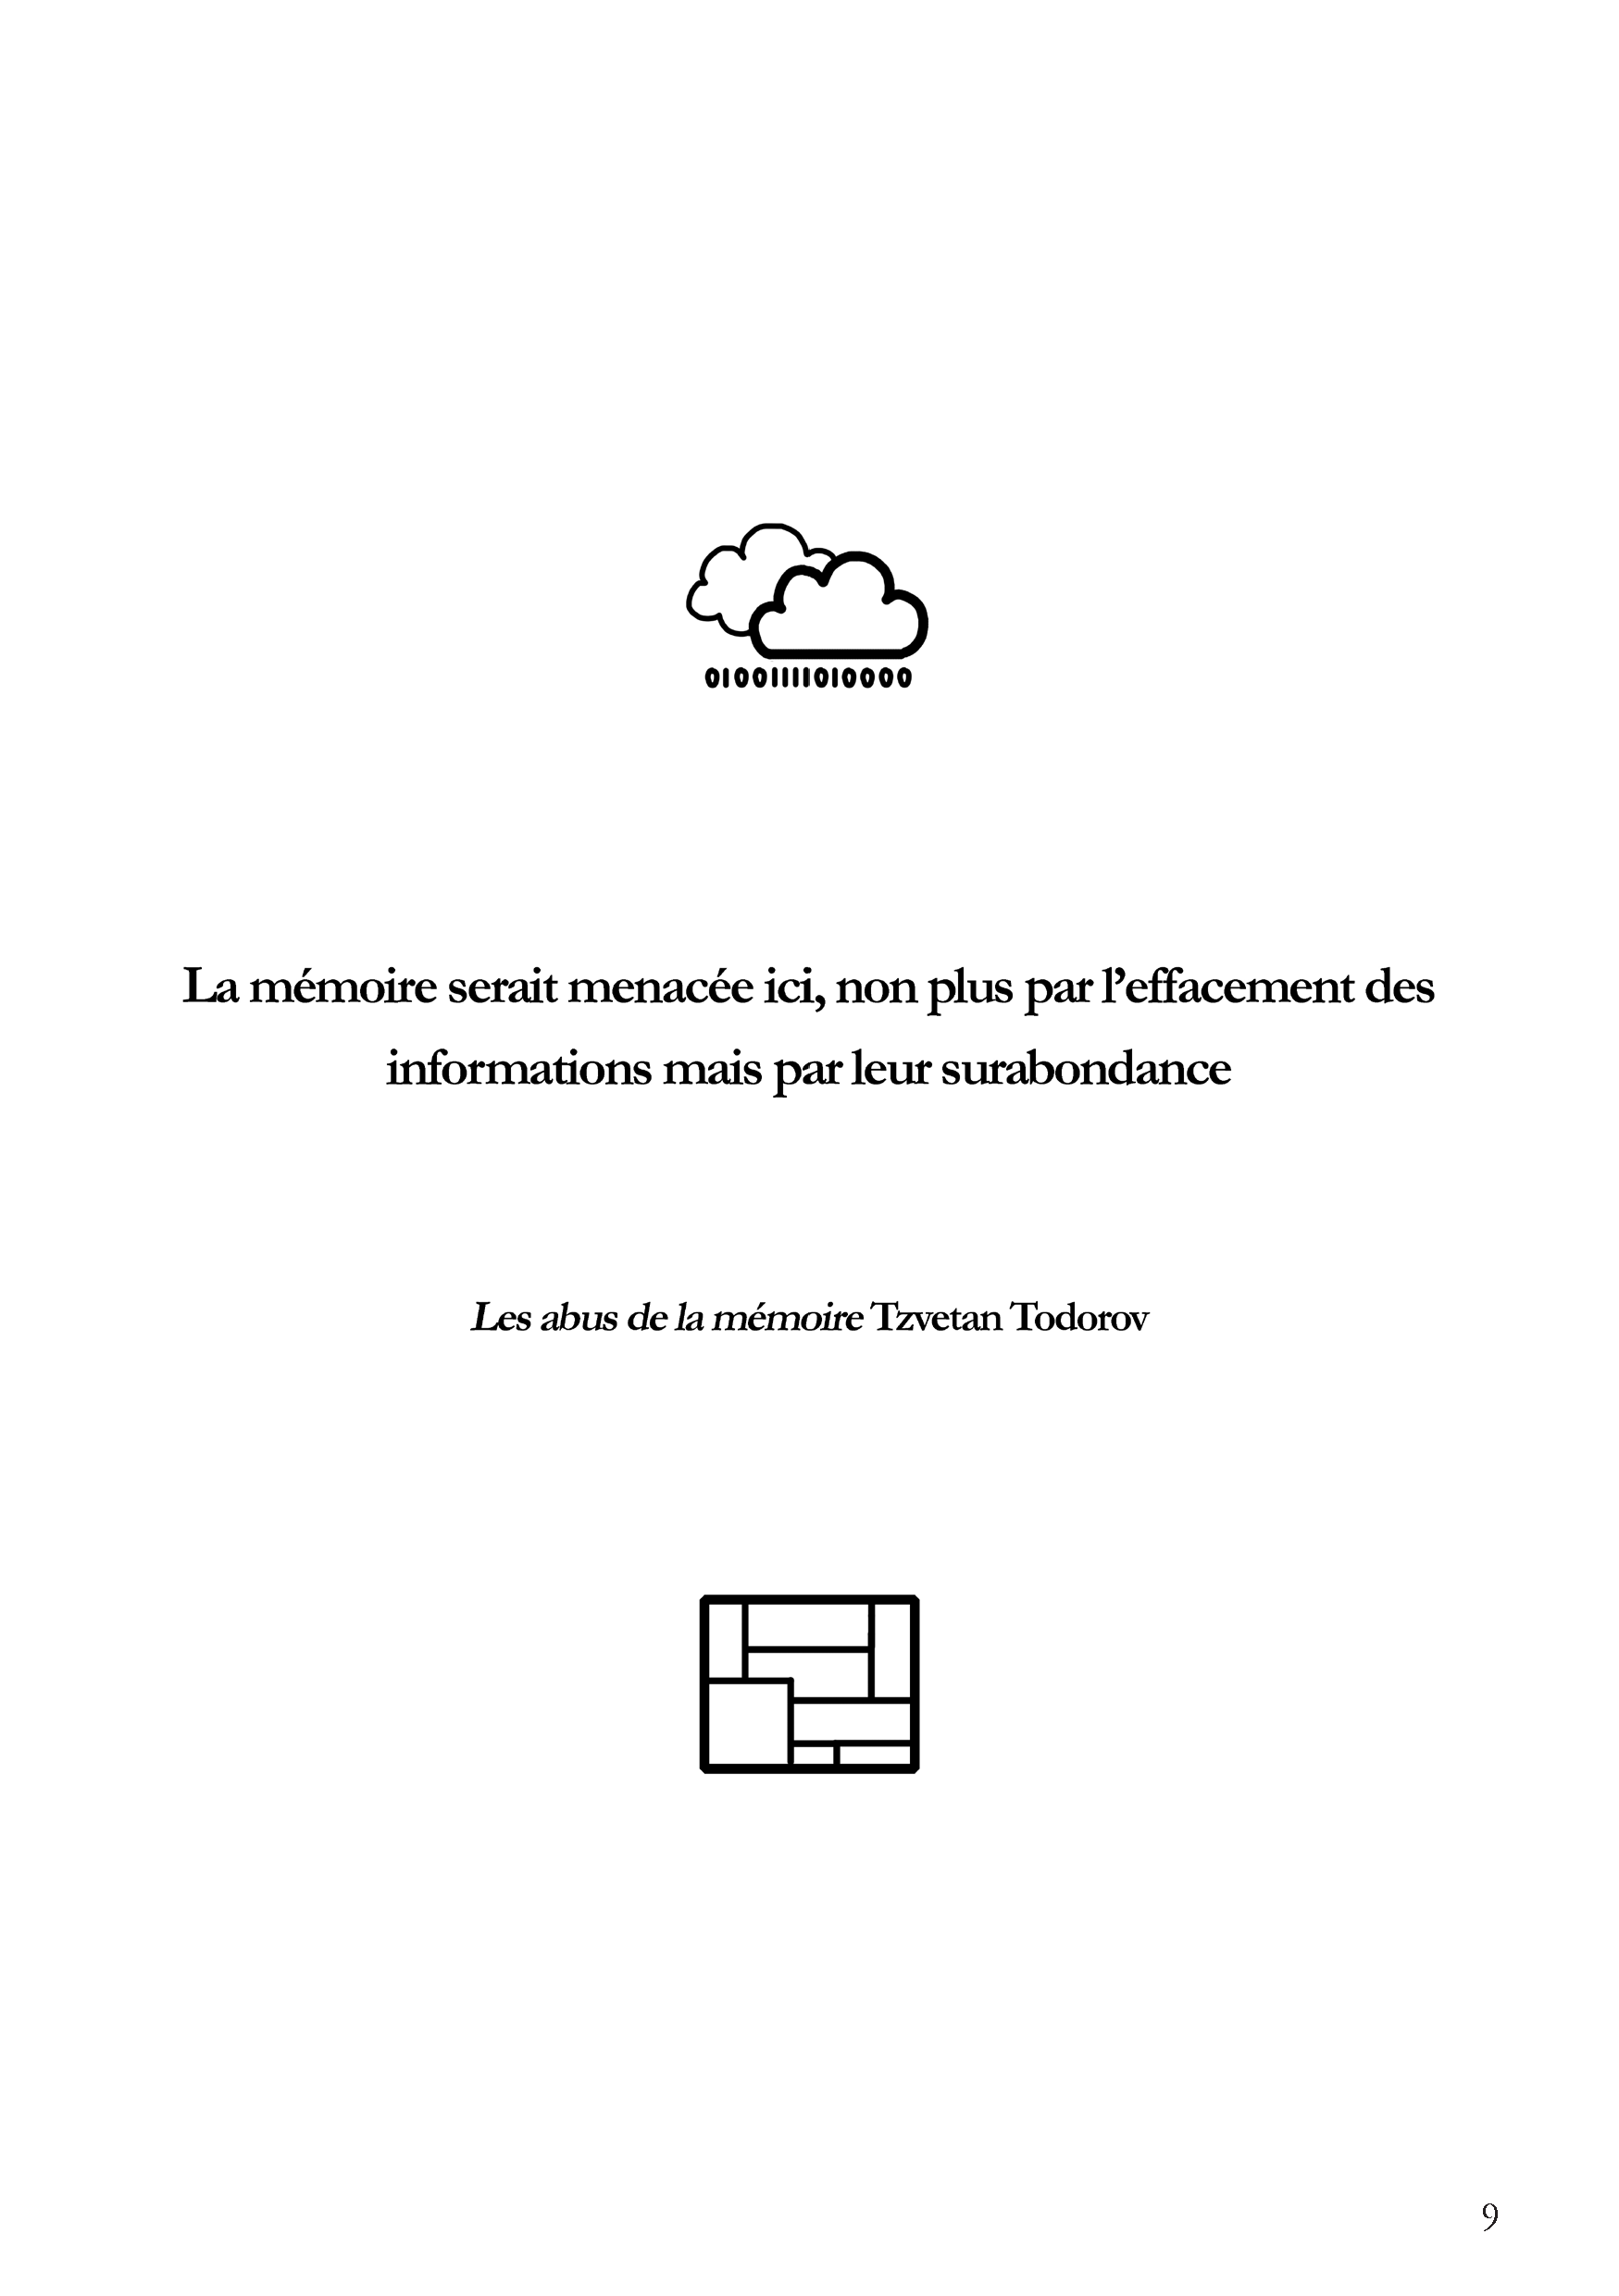 01001111010000
La mémoire serait menacée ici, non plus par l’effacement des
informations mais par leur surabondance
Les abus de la mémoire Tzvetan Todorov
9